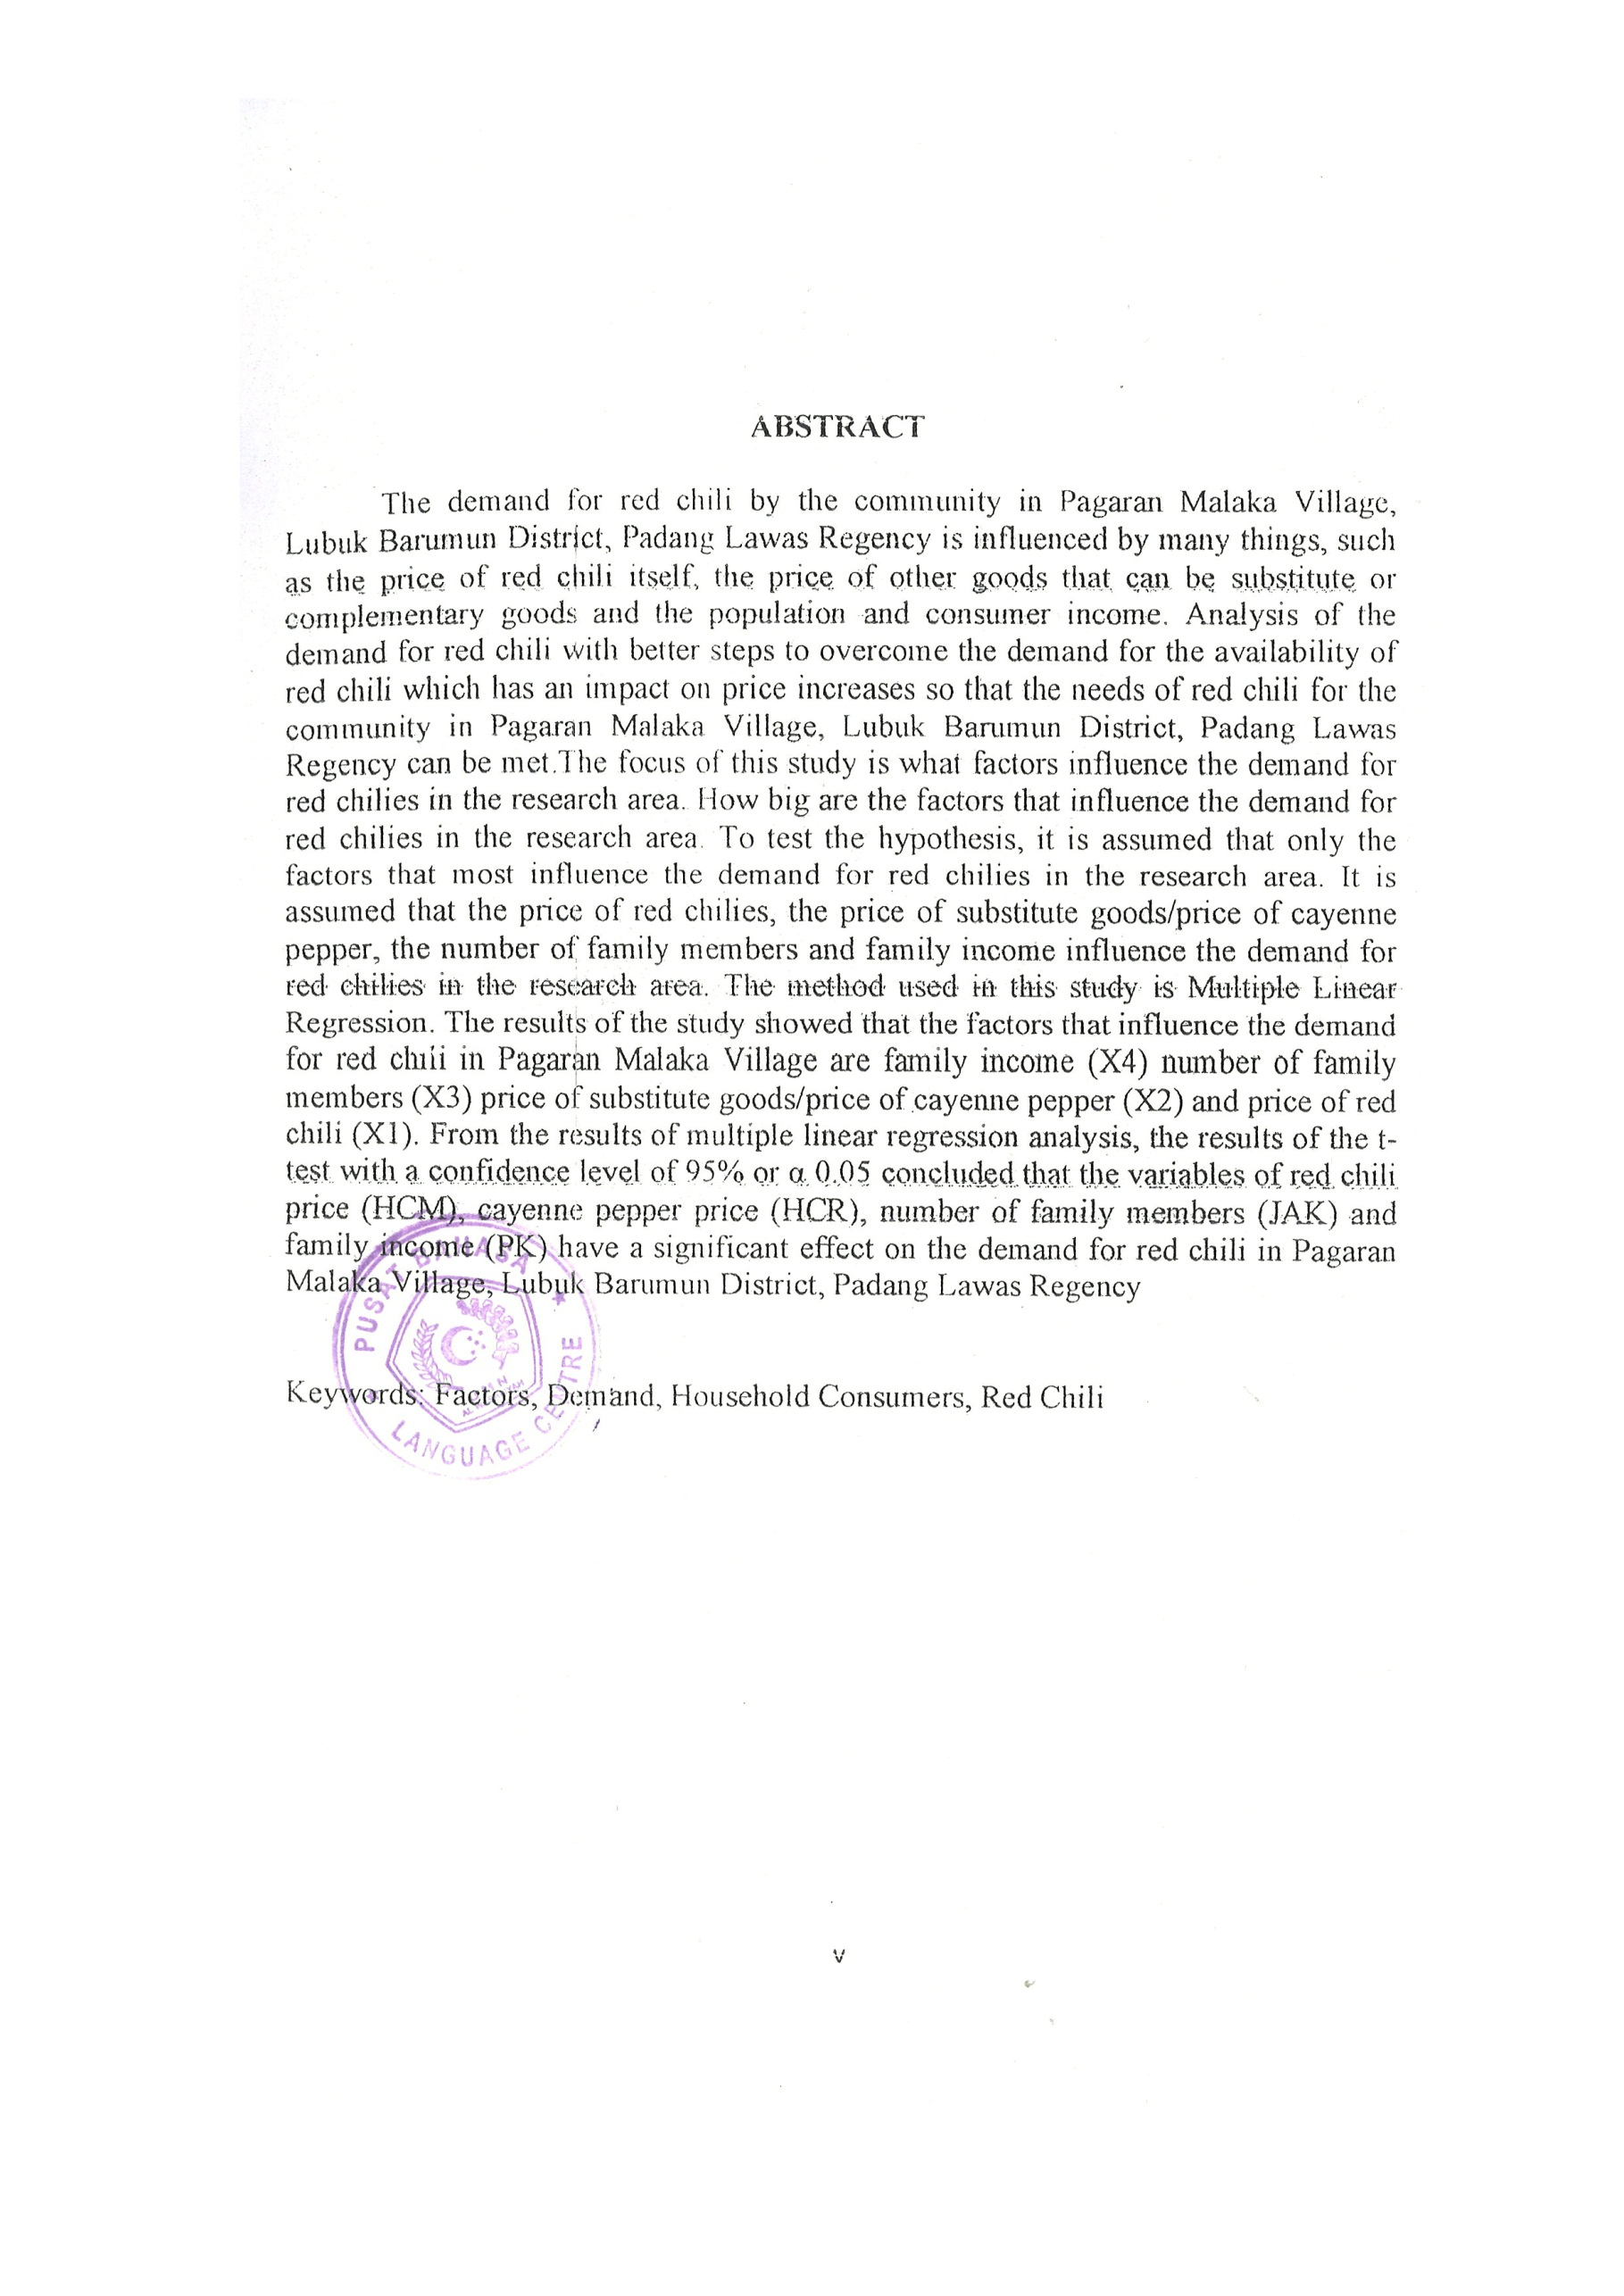 ABSTRACT
The demand for red chili by the community in Pagaran Malaka Village,
Lubuk Barumun District, Padang Lawas Regency is influenced by many things, such
as the price of red chili itself, the price of other goods that can be substitute or
complementary goods and the population and consumer income. Analysis of the
demand for red chili with better steps to overcome the demand for the availability of
red chili which has an impact on price increases so that the needs of red chili for the
community in Pagaran Malaka Village, Lubuk Barumun District, Padang Lawas
Regency can be met.The focus of this study is what factors influence the demand for
red chilies in the research area. How big are the factors that influence the demand for
red chilies in the research area. To test the hypothesis, it is assumed that only the
factors that most influence the demand for red chilies in the research area. It is
assumed that the price of red chilies, the price of substitute goods/price of cayenne
pepper, the number of family members and family income influence the demand for
red chilies in the research area. The method used in this study is Multiple Linear
Regression. The results of the study showed that the factors that influence the demand
for red chili in Pagaran Malaka Village are family income (X4) number of family
members (X3) price of substitute goods/price of cayenne pepper (X2) and price of red
chili (X1). From the results of multiple linear regression analysis, the results of the t-
test with a confidence level of 95% or α 0.05 concluded that the variables of red chili
price (HCM), cayenne pepper price (HCR), number of family members (JAK) and
family income (PK) have a significant effect on the demand for red chili in Pagaran
Malaka Village, Lubuk Barumun District, Padang Lawas Regency
PUSAT BAHASA
LANGUAGE CENTRE
Keywords: Factors, Demand, Household Consumers, Red Chili
v